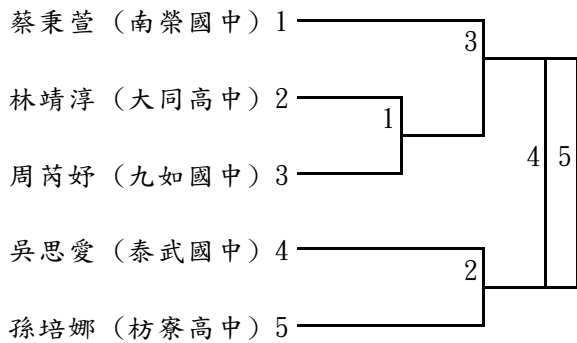 蔡秉萱（南榮國中）1
3
林靖淳（大同高中）2
1
周芮妤（九如國中）3
4 5
吳思愛（泰武國中）4
2
孫培娜（枋寮高中）5